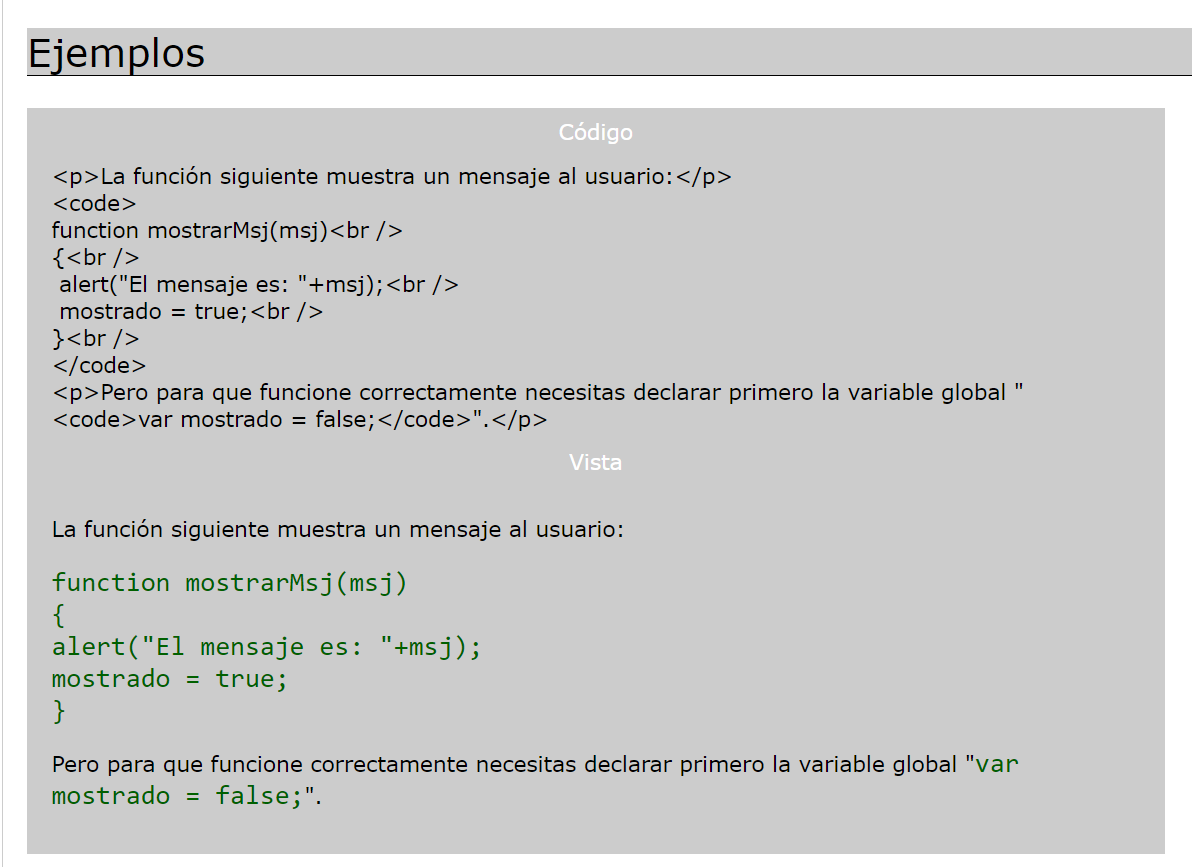 Ejemplos
Código
<p>La función siguiente muestra un mensaje al usuario:</p>
<code>
function mostrarMsj(msj)<br />
{<br />
 alert("El mensaje es: "+msj);<br />
 mostrado = true;<br />
}<br />
</code>
<p>Pero para que funcione correctamente necesitas declarar primero la variable global "
<code>var mostrado = false;</code>".</p>
Vista
La función siguiente muestra un mensaje al usuario:
function mostrarMsj(msj)
{
alert("El mensaje es: "+msj);
mostrado = true;
}
Pero para que funcione correctamente necesitas declarar primero la variable global "var
mostrado = false;".